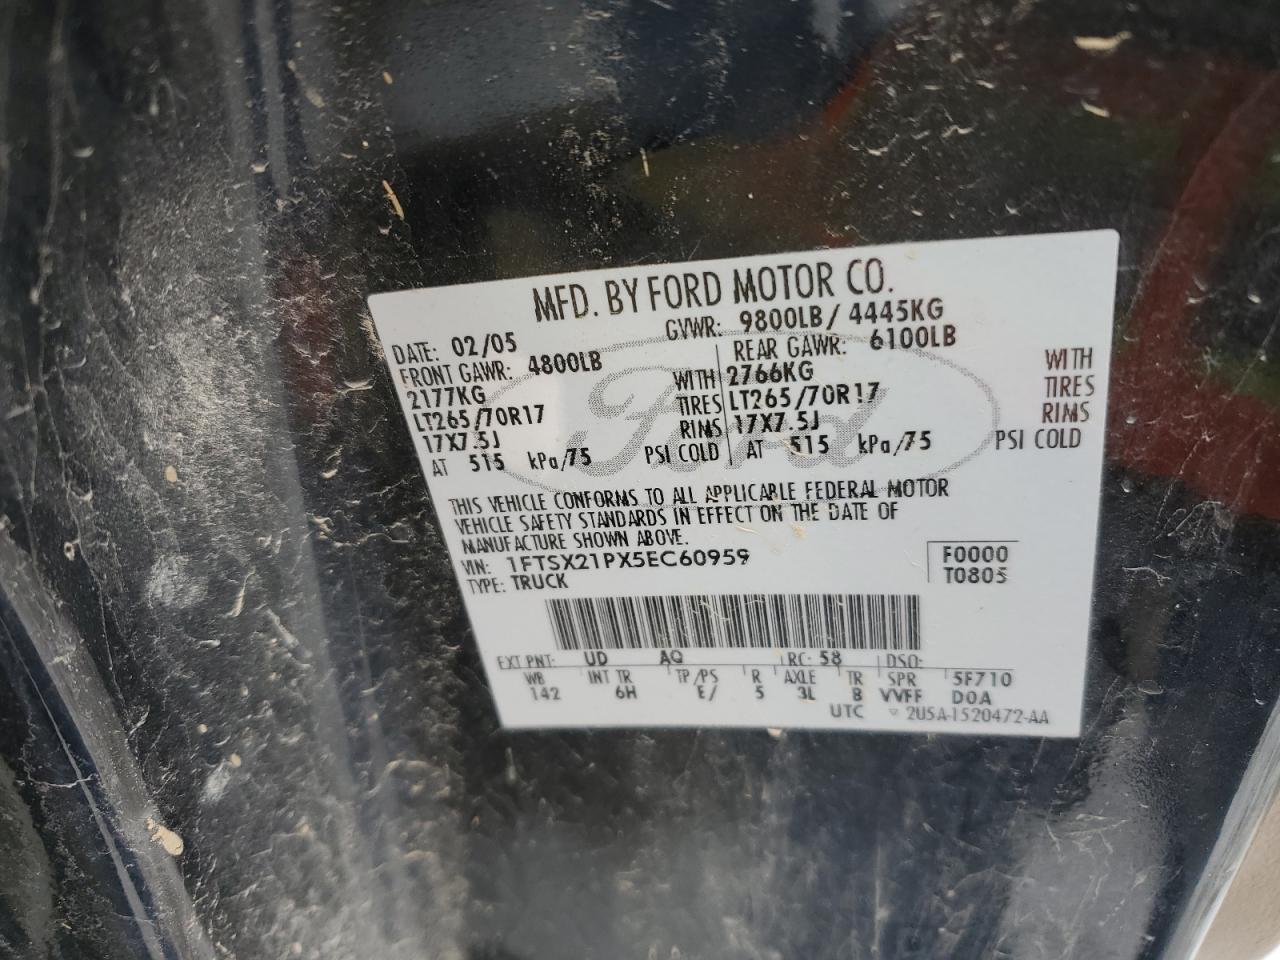 MFD. BY FORD MOTOR CO.
DATE: 02/05 GVWR: 9800LB/ 4445KG
FRONT GAWR: 4800LB REAR GAWR: 6100LB
2177KG WITH 2766KG WITH
LT265/70R17 TIRES LT265/70R17 TIRES
17X7.5J RIMS 17X7.5J RIMS
AT 515 kPa/75 PSI COLD AT 515 kPa/75 PSI COLD
Ford
THIS VEHICLE CONFORMS TO ALL APPLICABLE FEDERAL MOTOR
VEHICLE SAFETY STANDARDS IN EFFECT ON THE DATE OF
MANUFACTURE SHOWN ABOVE.
VIN: 1FTSX21PX5EC60959 F0000
TYPE: TRUCK T0805
EXT PNT: UD AQ RC: 58 DSO:
WB INT TR TP/PS R AXLE TR SPR 5F710
142 6H E/ 5 3L B VVFF DOA
UTC ▽ 2U5A-1520472-AA